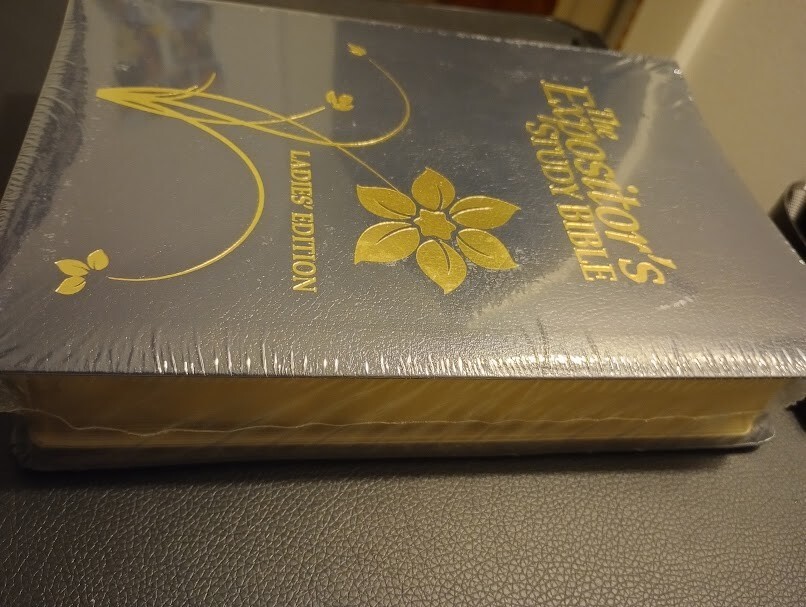 THE
Expositor's
STUDY BIBLE
LADIES' EDITION